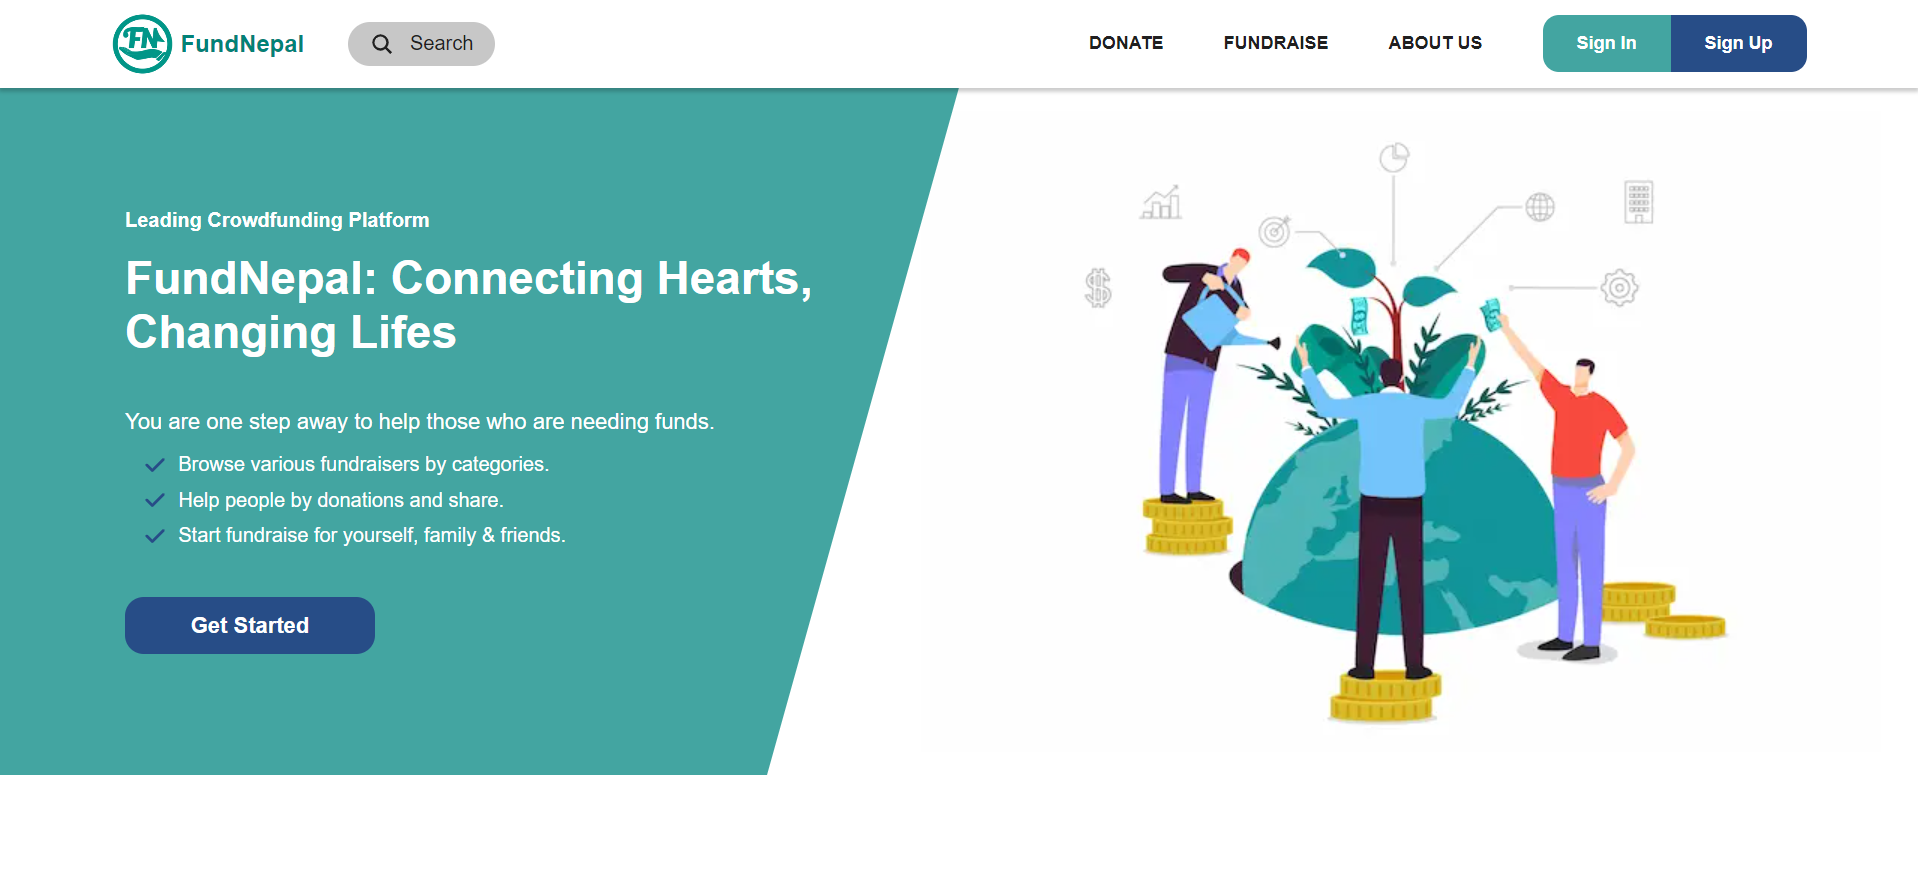 FN FundNepal
Search
DONATE FUNDRAISE ABOUT US
Sign In Sign Up
Leading Crowdfunding Platform
FundNepal: Connecting Hearts,
Changing Lifes
You are one step away to help those who are needing funds.
Browse various fundraisers by categories.
Help people by donations and share.
Start fundraise for yourself, family & friends.
Get Started